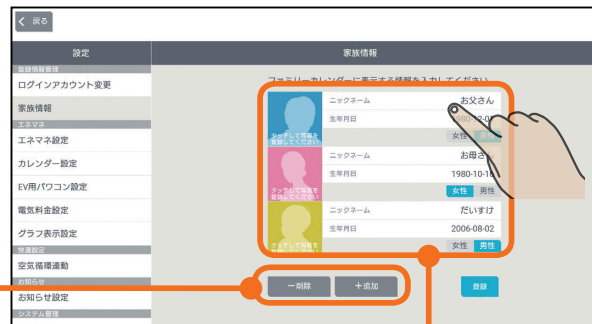 戻る
設定
家族情報
登録情報管理
ログインアカウント変更
家族情報
エネマネ
エネマネ設定
カレンダー設定
EV用パワコン設定
電気料金設定
グラフ表示設定
快適設定
空気循環連動
お知らせ
お知らせ設定
システム管理
ファミリーカレンダーに表示する情報を入力してください
タッチして写真を
登録してください
ニックネーム お父さん
生年月日 1980-12-0
女性
タッチして写真を
登録してください
ニックネーム お母さ
生年月日 1980-10-10
女性 男性
タッチして写真を
登録してください
ニックネーム だいすけ
生年月日 2006-08-02
女性 男性
ー削除 ＋追加 登録